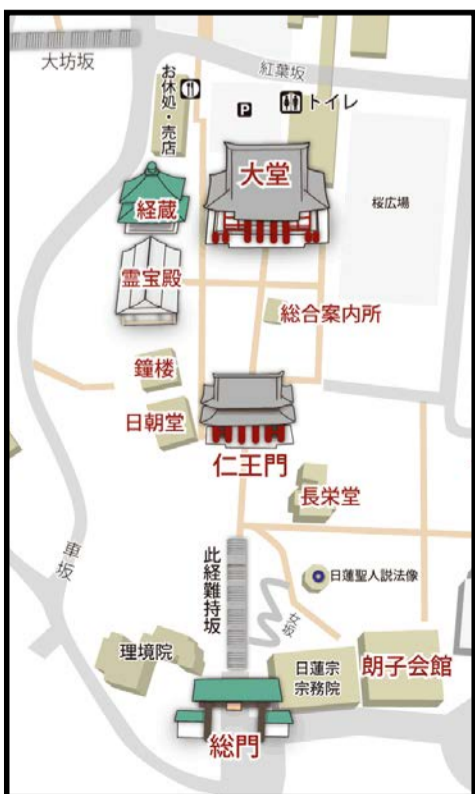 大坊坂
紅葉坂
お休処・売店
P
トイレ
大堂
経蔵
桜広場
霊宝殿
総合案内所
鐘楼
日朝堂
仁王門
長栄堂
車坂
此経難持坂
日蓮聖人説法像
女坂
理境院
日蓮宗
宗務院
朗子会館
総門